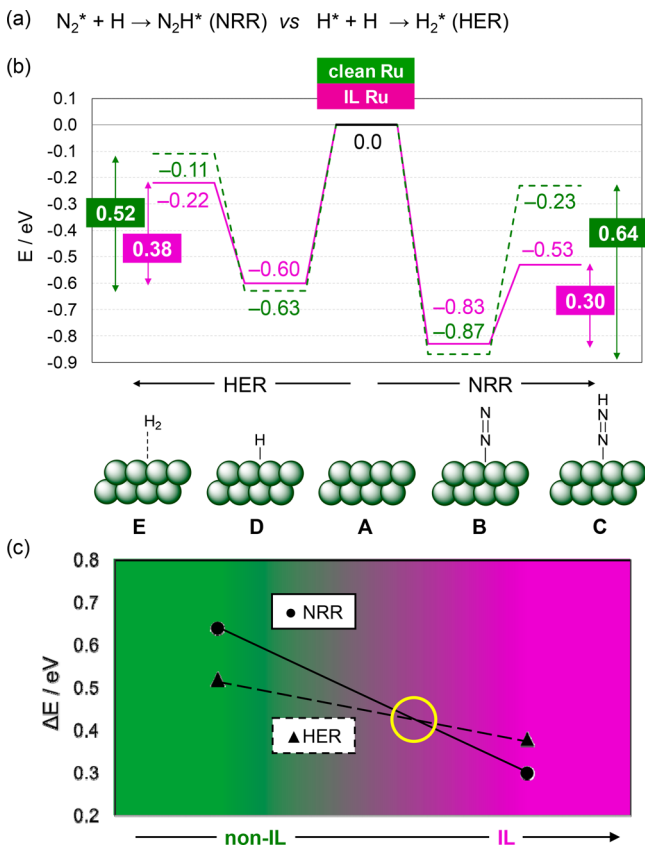 (a) N₂* + H → N₂H* (NRR) vs H* + H → H₂* (HER)
(b)
clean Ru
IL Ru
E / eV
0.1
0.0
-0.1
-0.2
-0.3
-0.4
-0.5
-0.6
-0.7
-0.8
-0.9
0.0
−0.11
−0.22
0.52
0.38
−0.60
−0.63
−0.23
−0.53
0.64
−0.83
−0.87
0.30
HER
NRR
H₂
H
N
N
H
N
N
E D A B C
(c)
ΔE / eV
0.8
0.7
0.6
0.5
0.4
0.3
0.2
NRR
HER
non-IL
IL